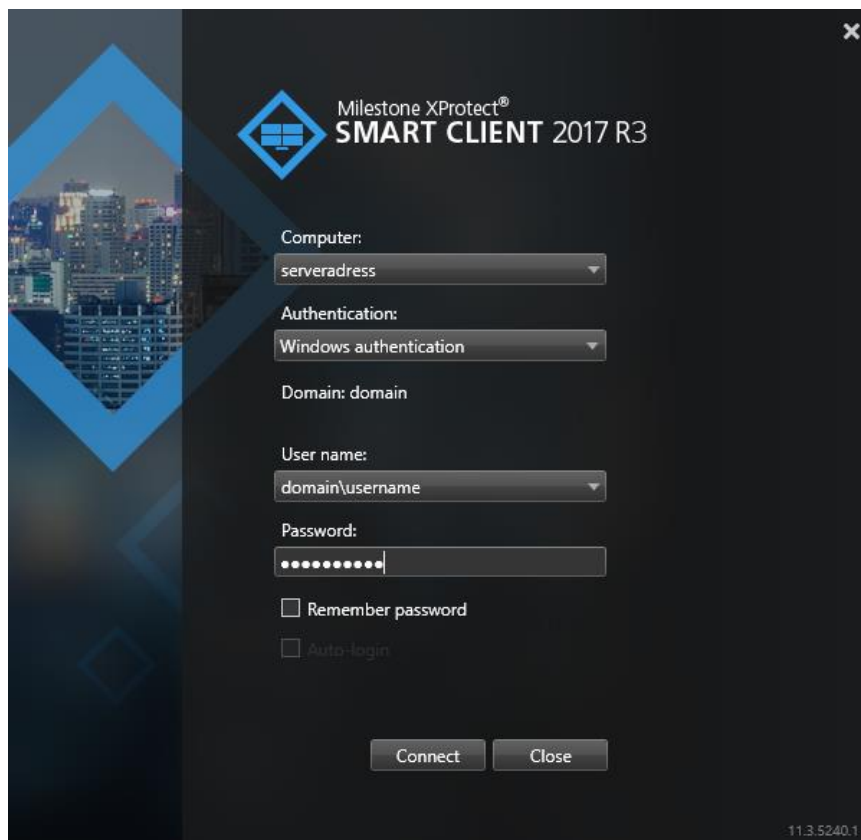 Milestone XProtect®
SMART CLIENT 2017 R3
Computer:
serveradress
Authentication:
Windows authentication
Domain: domain
User name:
domain\username
Password:
Remember password
Auto-login
Connect Close
11.3.5240.1